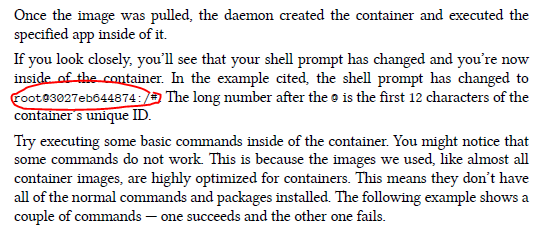 Once the image was pulled, the daemon created the container and executed the
specified app inside of it.
If you look closely, you'll see that your shell prompt has changed and you're now
inside of the container. In the example cited, the shell prompt has changed to
root@3027eb644874:/#. The long number after the @ is the first 12 characters of the
container's unique ID.
Try executing some basic commands inside of the container. You might notice that
some commands do not work. This is because the images we used, like almost all
container images, are highly optimized for containers. This means they don't have
all of the normal commands and packages installed. The following example shows a
couple of commands — one succeeds and the other one fails.